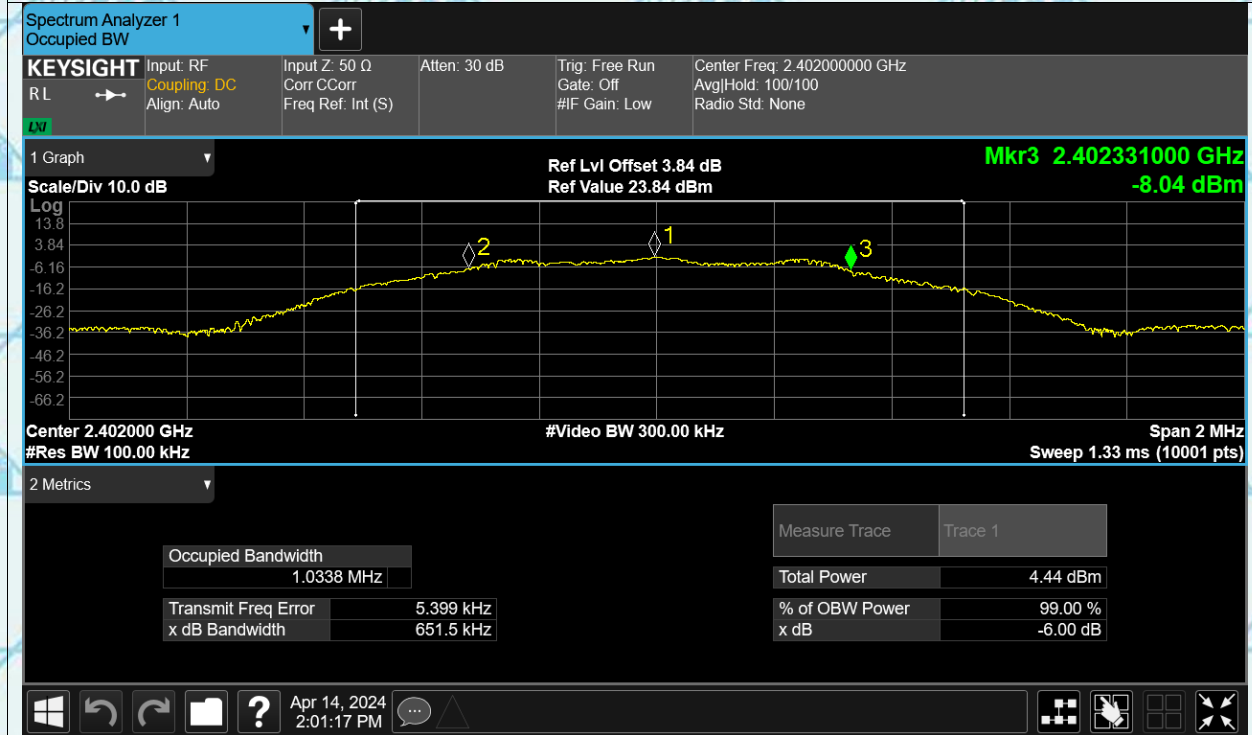 Spectrum Analyzer 1
Occupied BW
+
KEYSIGHT
R L
LXI
Input: RF
Coupling: DC
Align: Auto
Input Z: 50 Ω
Corr CCorr
Freq Ref: Int (S)
Atten: 30 dB
Trig: Free Run
Gate: Off
#IF Gain: Low
Center Freq: 2.402000000 GHz
Avg|Hold: 100/100
Radio Std: None
1 Graph
Scale/Div 10.0 dB
Ref Lvl Offset 3.84 dB
Ref Value 23.84 dBm
Mkr3 2.402331000 GHz
-8.04 dBm
Log
13.8
3.84
-6.16
-16.2
-26.2
-36.2
-46.2
-56.2
-66.2
2
1
3
Center 2.402000 GHz
#Video BW 300.00 kHz
Span 2 MHz
#Res BW 100.00 kHz
Sweep 1.33 ms (10001 pts)
2 Metrics
Occupied Bandwidth
1.0338 MHz
Transmit Freq Error 5.399 kHz
x dB Bandwidth 651.5 kHz
Measure Trace Trace 1
Total Power 4.44 dBm
% of OBW Power 99.00 %
x dB -6.00 dB
?
Apr 14, 2024
2:01:17 PM